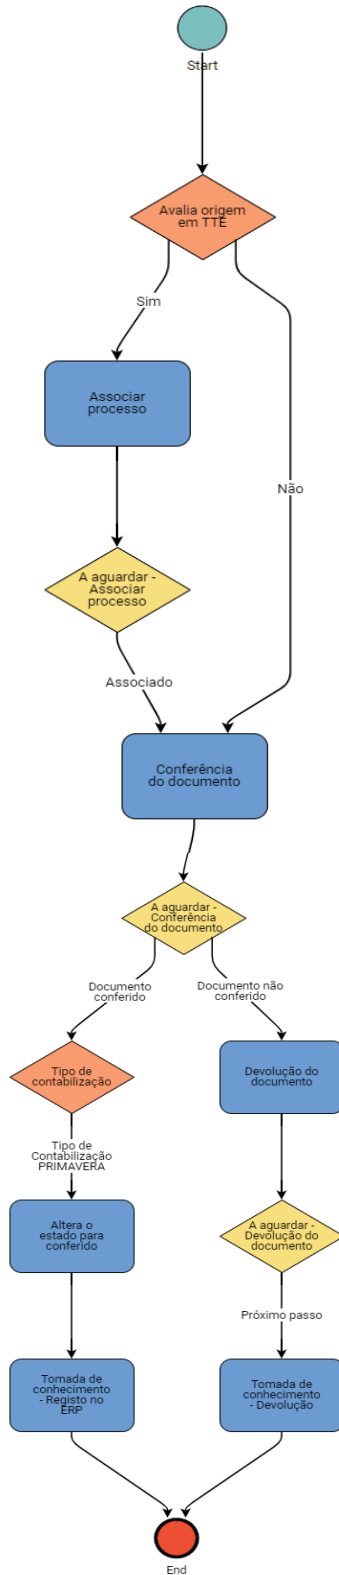 Start
Avalia origem
em TTE
Sim
Associar
processo
Não
A aguardar -
Associar
processo
Associado
Conferência
do documento
A aguardar -
Conferência
do documento
Documento
conferido
Documento não
conferido
Tipo de
contabilização
Devolução do
documento
Tipo de
Contabilização
PRIMAVERA
Altera o
estado para
conferido
A aguardar -
Devolução do
documento
Próximo passo
Tomada de
conhecimento
- Registo no
ERP
Tomada de
conhecimento
- Devolução
End